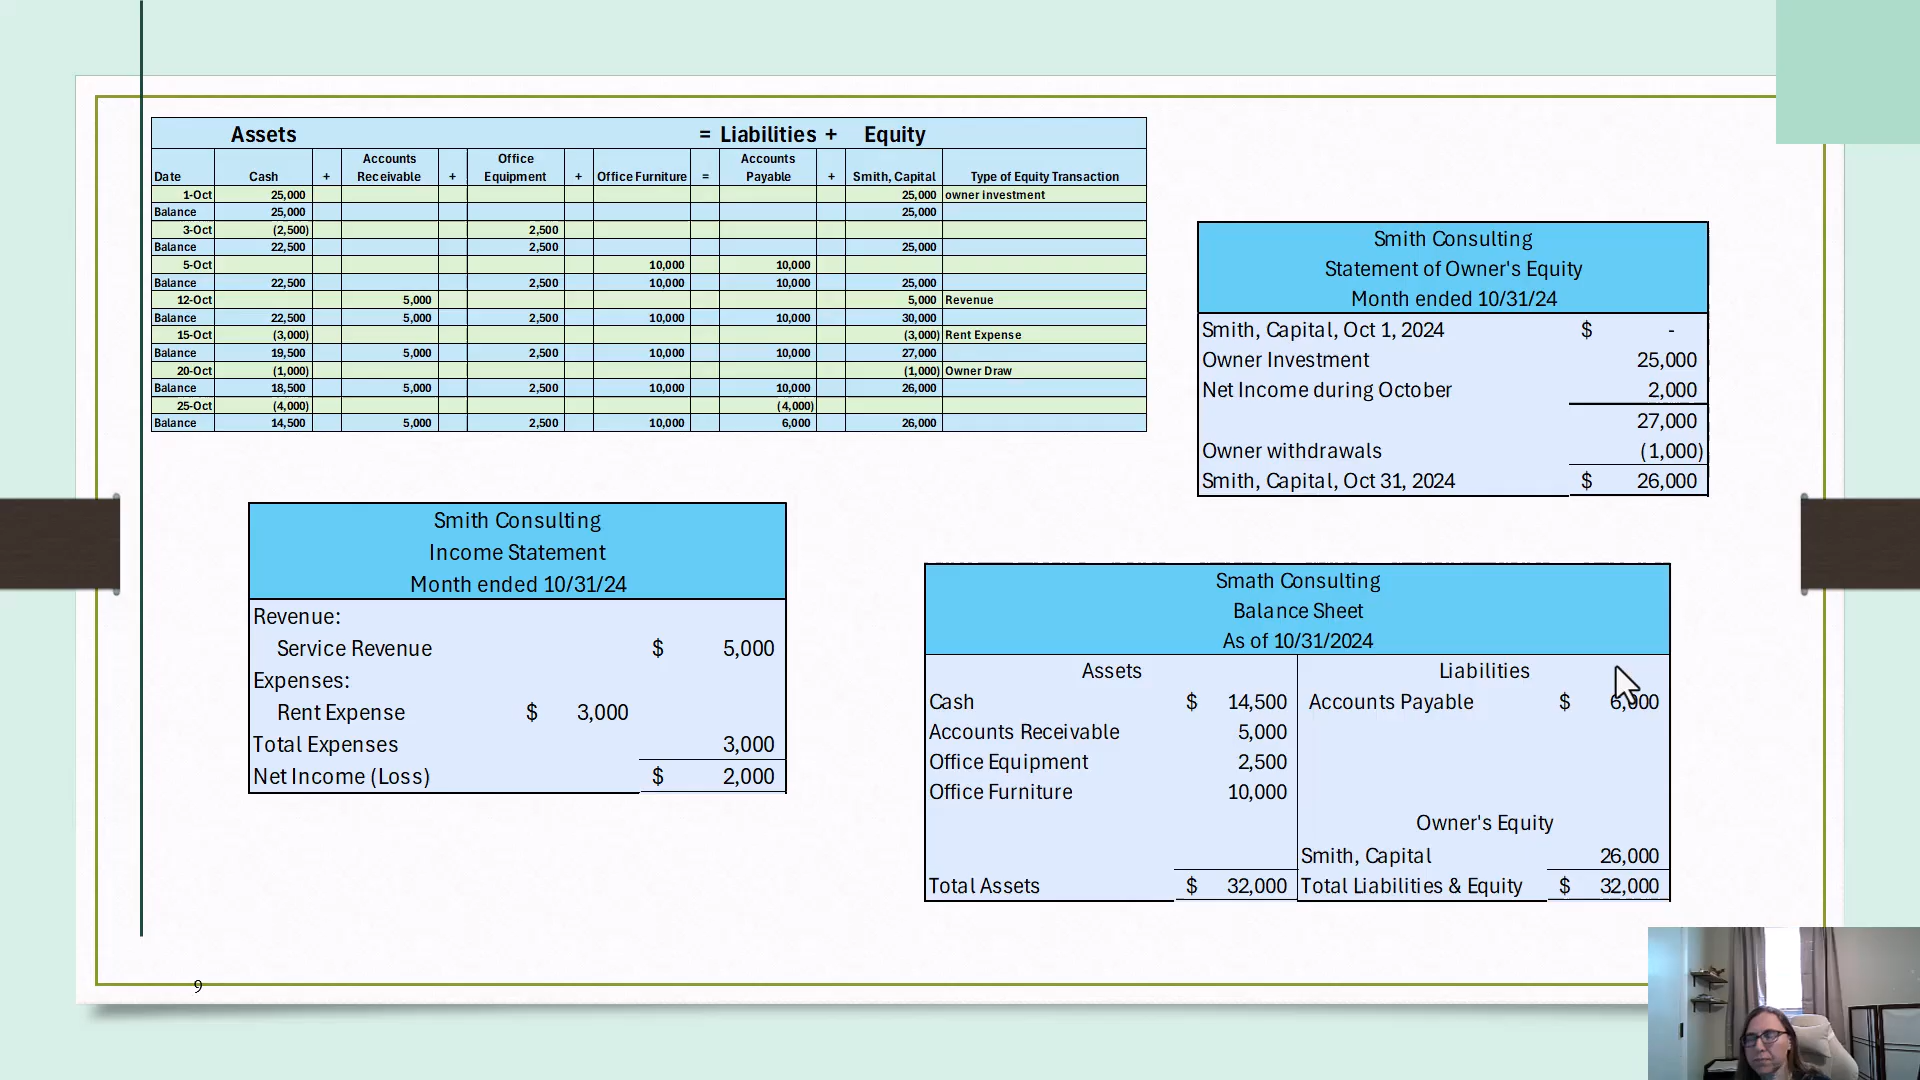 Assets = Liabilities + Equity
Date Cash + Accounts Receivable + Office Equipment + Office Furniture = Accounts Payable + Smith, Capital Type of Equity Transaction
1-Oct 25,000 25,000 owner investment
Balance 25,000 25,000
3-Oct (2,500) 2,500
Balance 22,500 2,500 25,000
5-Oct 10,000 10,000
Balance 22,500 2,500 10,000 10,000 25,000
12-Oct 5,000 5,000 Revenue
Balance 22,500 5,000 2,500 10,000 10,000 30,000
15-Oct (3,000) (3,000) Rent Expense
Balance 19,500 5,000 2,500 10,000 10,000 27,000
20-Oct (1,000) (1,000) Owner Draw
Balance 18,500 5,000 2,500 10,000 10,000 26,000
25-Oct (4,000) (4,000)
Balance 14,500 5,000 2,500 10,000 6,000 26,000
Smith Consulting
Statement of Owner's Equity
Month ended 10/31/24
Smith, Capital, Oct 1, 2024 $ -
Owner Investment 25,000
Net Income during October 2,000
27,000
Owner withdrawals (1,000)
Smith, Capital, Oct 31, 2024 $ 26,000
Smith Consulting
Income Statement
Month ended 10/31/24
Revenue:
Service Revenue $ 5,000
Expenses:
Rent Expense $ 3,000
Total Expenses 3,000
Net Income (Loss) $ 2,000
Smath Consulting
Balance Sheet
As of 10/31/2024
Assets Liabilities
Cash $ 14,500 Accounts Payable $ 6,000
Accounts Receivable 5,000
Office Equipment 2,500
Office Furniture 10,000
Owner's Equity
Smith, Capital 26,000
Total Assets $ 32,000 Total Liabilities & Equity $ 32,000
9